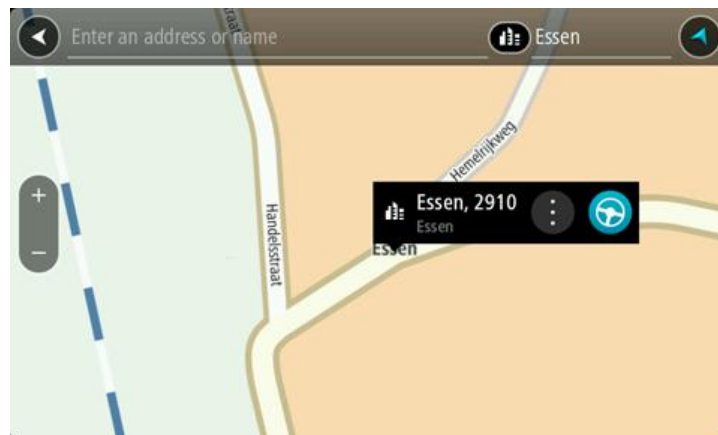 Enter an address or name
Essen
Hemelrijkweg
Essen, 2910
Essen
Essen
Handelsstraat